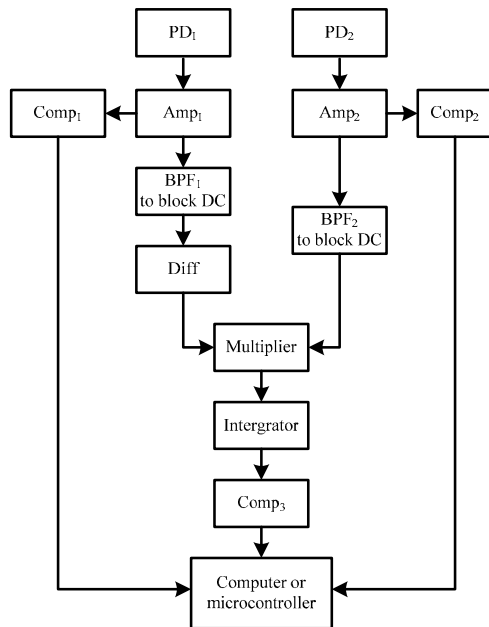 PD₁
PD₂
Comp₁
Amp₁
Amp₂
Comp₂
BPF₁
to block DC
BPF₂
to block DC
Diff
Multiplier
Intergrator
Comp₃
Computer or
microcontroller